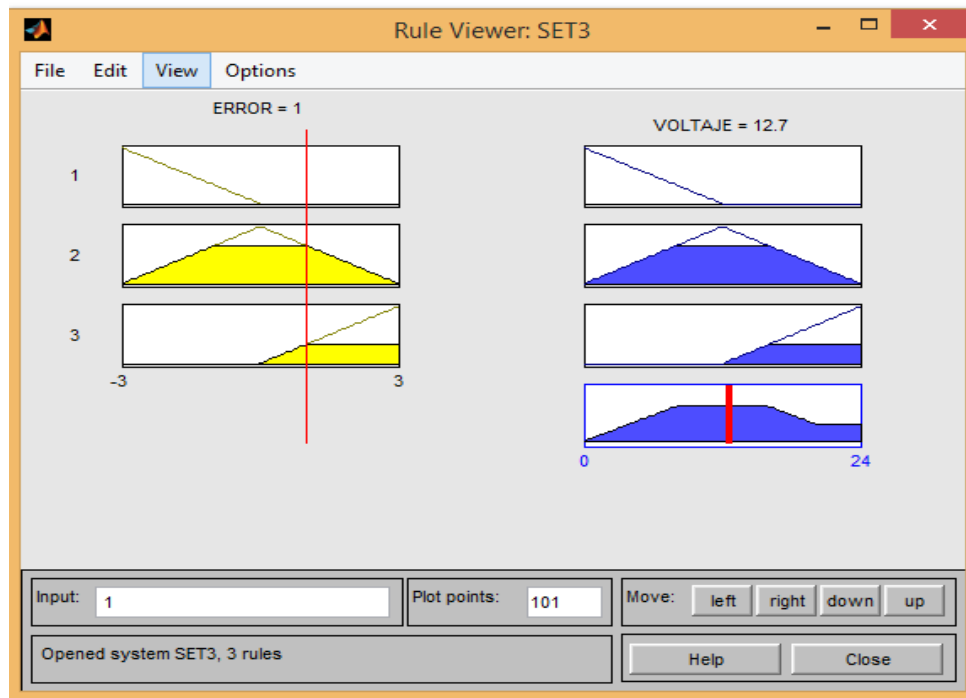 Rule Viewer: SET3
File Edit View Options
ERROR = 1
VOLTAJE = 12.7
1
2
3
-3 3
0 24
Input: 1
Plot points: 101
Move: left right down up
Opened system SET3, 3 rules
Help Close